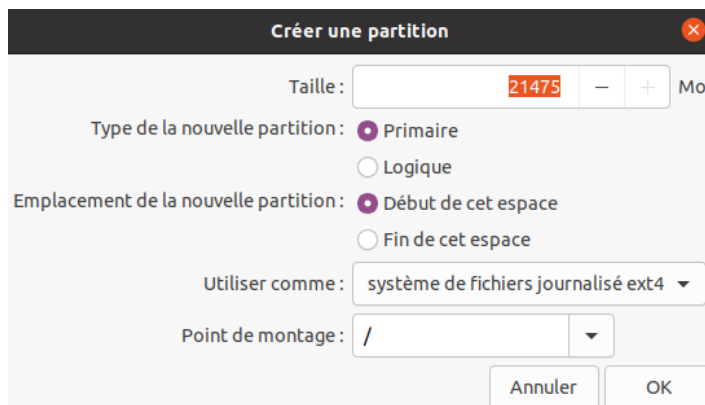 Créer une partition
Taille : 21475 − + Mo
Type de la nouvelle partition : Primaire
Logique
Emplacement de la nouvelle partition : Début de cet espace
Fin de cet espace
Utiliser comme : système de fichiers journalisé ext4
Point de montage : /
Annuler OK